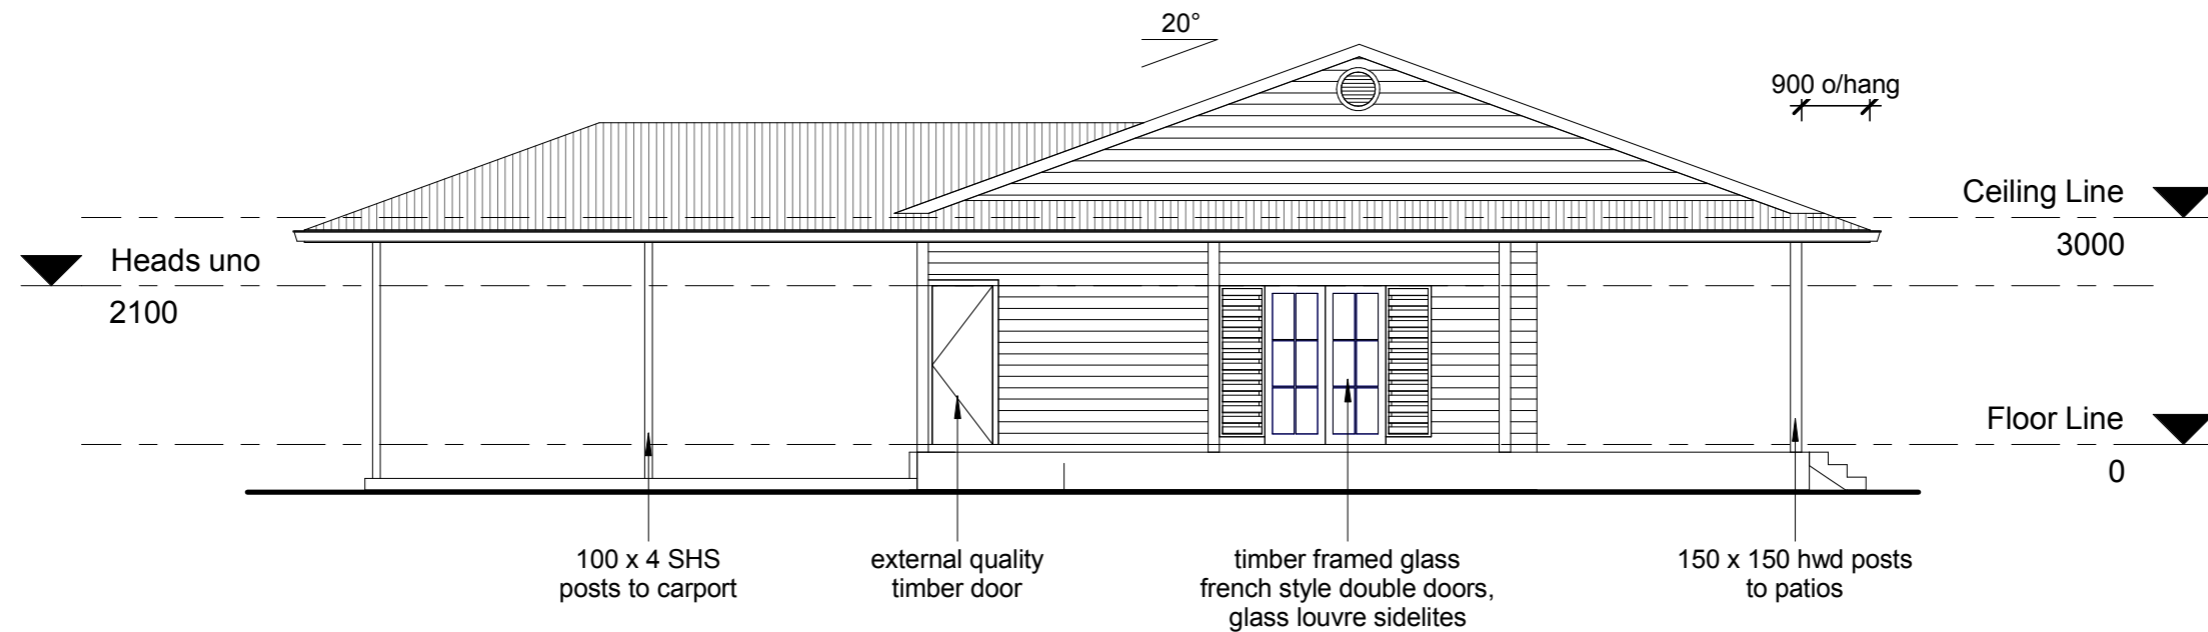 20°
900 o/hang
Ceiling Line
3000
Heads uno
2100
Floor Line
0
100 x 4 SHS
posts to carport
external quality
timber door
timber framed glass
french style double doors,
glass louvre sidelites
150 x 150 hwd posts
to patios